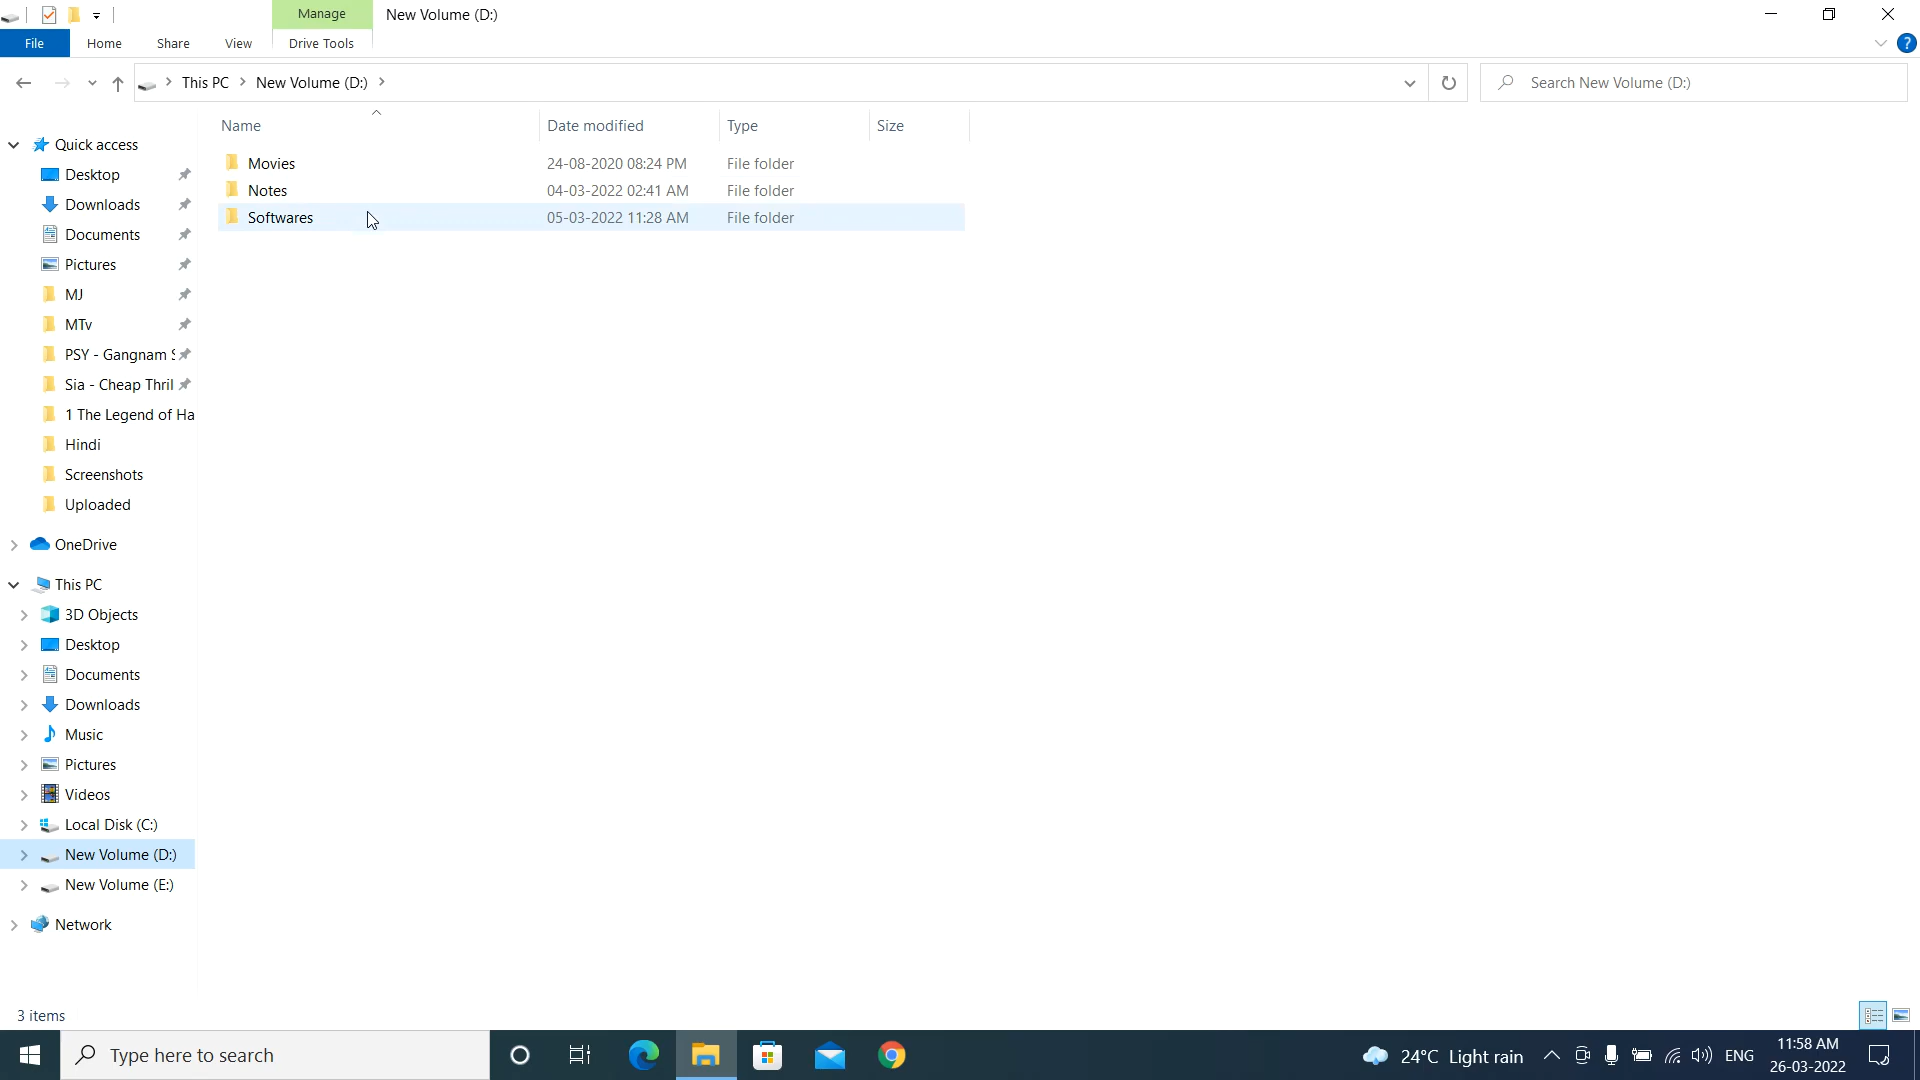 Manage New Volume (D:)
File Home Share View Drive Tools
This PC New Volume (D:) Search New Volume (D:)
Name Date modified Type Size
Movies 24-08-2020 08:24 PM File folder
Notes 04-03-2022 02:41 AM File folder
Softwares 05-03-2022 11:28 AM File folder
Quick access
Desktop
Downloads
Documents
Pictures
MJ
MTv
PSY - Gangnam S
Sia - Cheap Thril
1 The Legend of Ha
Hindi
Screenshots
Uploaded
OneDrive
This PC
3D Objects
Desktop
Documents
Downloads
Music
Pictures
Videos
Local Disk (C:)
New Volume (D:)
New Volume (E:)
Network
3 items
Type here to search 24°C Light rain ENG 11:58 AM
26-03-2022